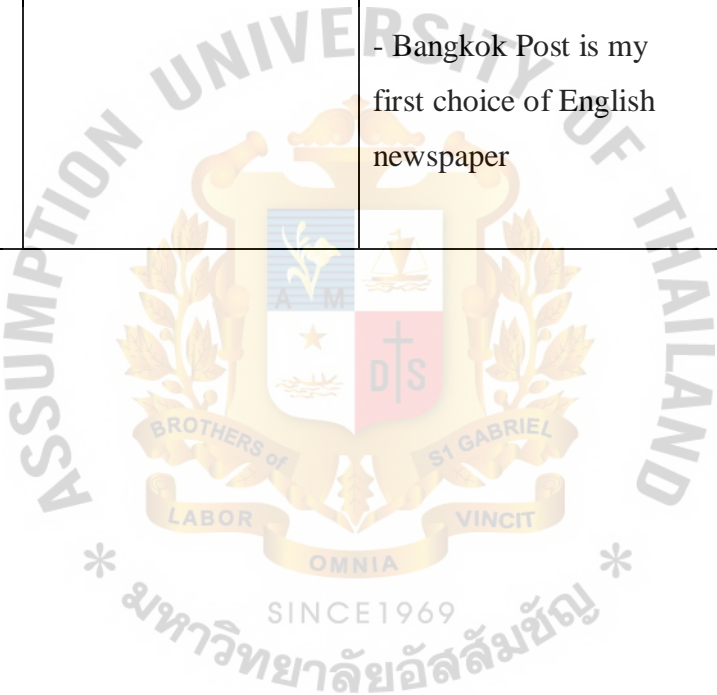 - Bangkok Post is my
first choice of English
newspaper
ASSUMPTION UNIVERSITY OF THAILAND
A M
D S
BROTHERS of ST GABRIEL
LABOR
VINCIT
OMNIA
SINCE1969
มหาวิทยาลัยอัสสัมชัญ